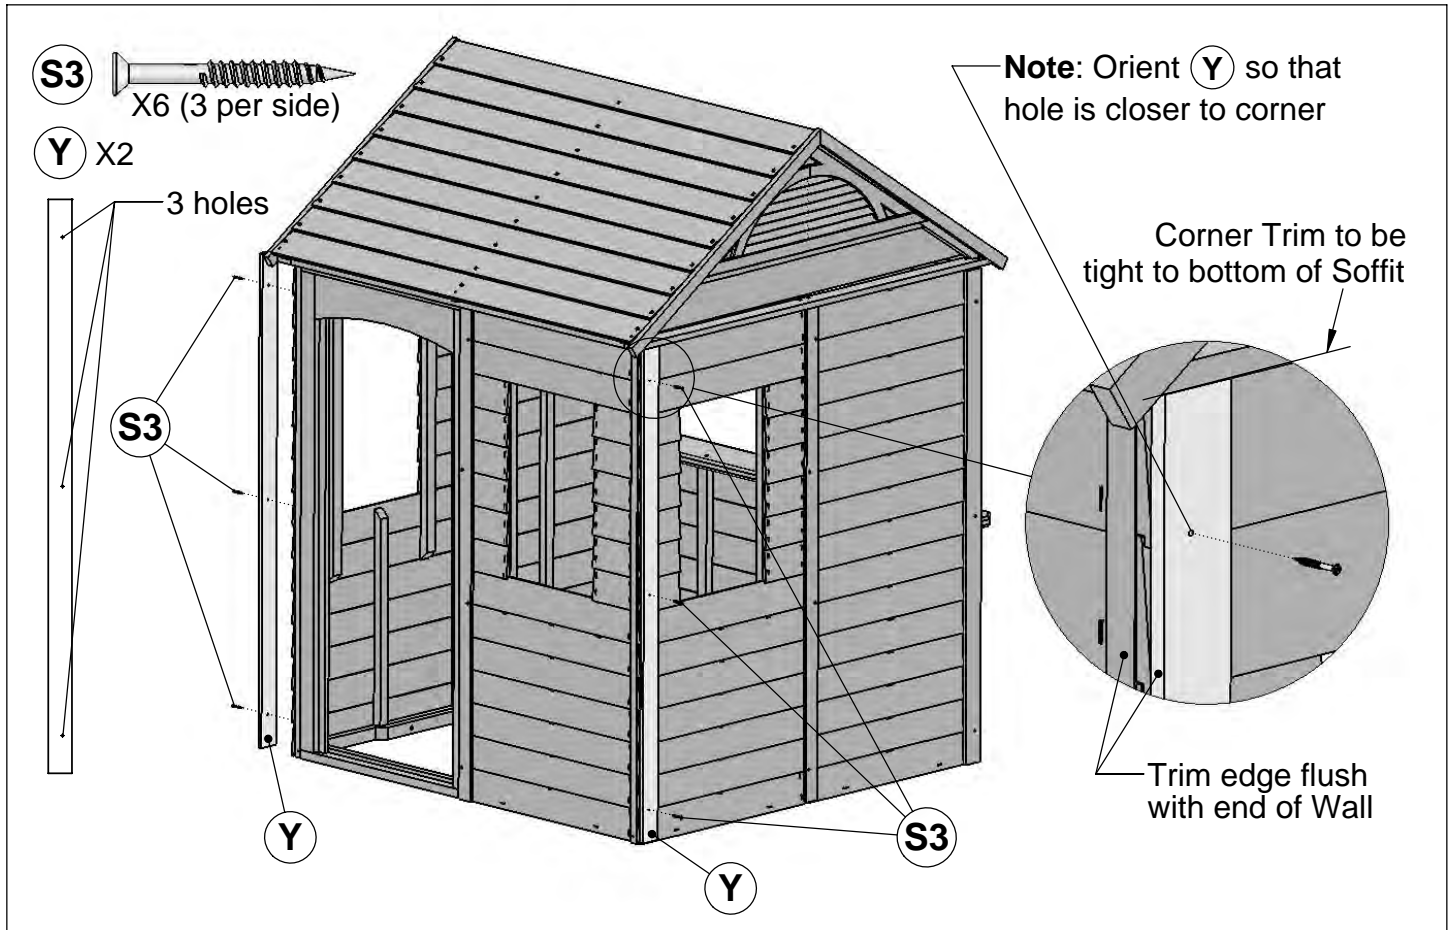 S3
X6 (3 per side)
Y X2
3 holes
Note: Orient Y so that
hole is closer to corner
Corner Trim to be
tight to bottom of Soffit
S3
Trim edge flush
with end of Wall
S3
Y
Y